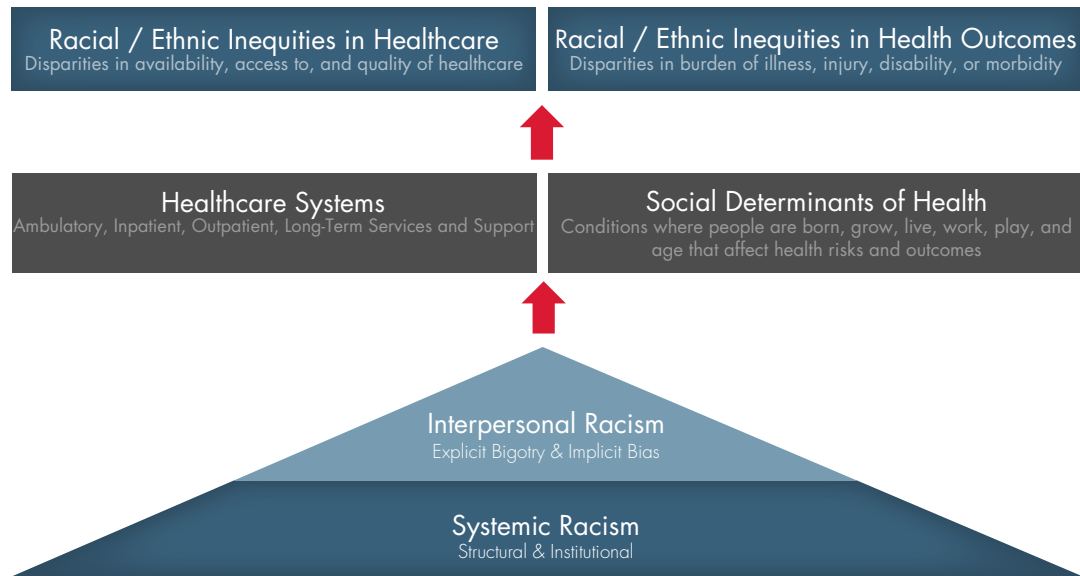 Racial / Ethnic Inequities in Healthcare
Disparities in availability, access to, and quality of healthcare
Racial / Ethnic Inequities in Health Outcomes
Disparities in burden of illness, injury, disability, or morbidity
Healthcare Systems
Ambulatory, Inpatient, Outpatient, Long-Term Services and Support
Social Determinants of Health
Conditions where people are born, grow, live, work, play, and
age that affect health risks and outcomes
Interpersonal Racism
Explicit Bigotry & Implicit Bias
Systemic Racism
Structural & Institutional